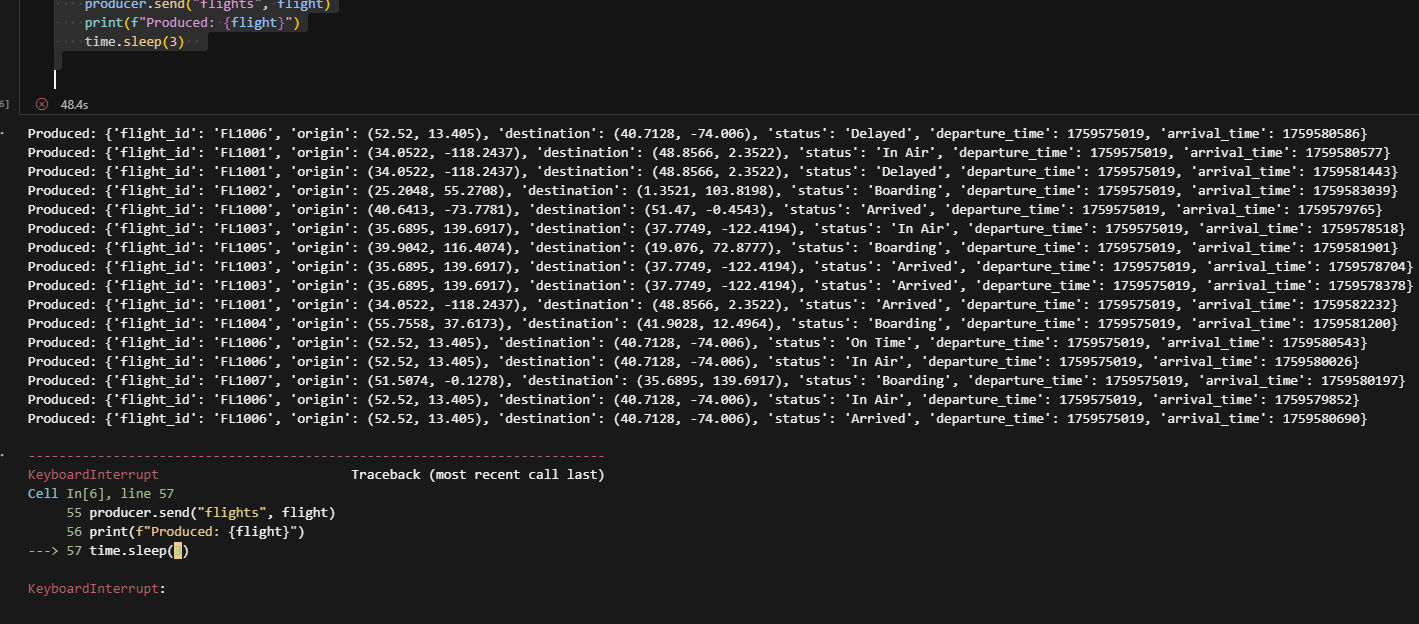 producer.send("flights", flight)
print(f"Produced: {flight}")
time.sleep(3)
6] 48.4s
Produced: {'flight_id': 'FL1006', 'origin': (52.52, 13.405), 'destination': (40.7128, -74.006), 'status': 'Delayed', 'departure_time': 1759575019, 'arrival_time': 1759580586}
Produced: {'flight_id': 'FL1001', 'origin': (34.0522, -118.2437), 'destination': (48.8566, 2.3522), 'status': 'In Air', 'departure_time': 1759575019, 'arrival_time': 1759580577}
Produced: {'flight_id': 'FL1001', 'origin': (34.0522, -118.2437), 'destination': (48.8566, 2.3522), 'status': 'Delayed', 'departure_time': 1759575019, 'arrival_time': 1759581443}
Produced: {'flight_id': 'FL1002', 'origin': (25.2048, 55.2708), 'destination': (1.3521, 103.8198), 'status': 'Boarding', 'departure_time': 1759575019, 'arrival_time': 1759583039}
Produced: {'flight_id': 'FL1000', 'origin': (40.6413, -73.7781), 'destination': (51.47, -0.4543), 'status': 'Arrived', 'departure_time': 1759575019, 'arrival_time': 1759579765}
Produced: {'flight_id': 'FL1003', 'origin': (35.6895, 139.6917), 'destination': (37.7749, -122.4194), 'status': 'In Air', 'departure_time': 1759575019, 'arrival_time': 1759578518}
Produced: {'flight_id': 'FL1005', 'origin': (39.9042, 116.4074), 'destination': (19.076, 72.8777), 'status': 'Boarding', 'departure_time': 1759575019, 'arrival_time': 1759581901}
Produced: {'flight_id': 'FL1003', 'origin': (35.6895, 139.6917), 'destination': (37.7749, -122.4194), 'status': 'Arrived', 'departure_time': 1759575019, 'arrival_time': 1759578704}
Produced: {'flight_id': 'FL1003', 'origin': (35.6895, 139.6917), 'destination': (37.7749, -122.4194), 'status': 'Arrived', 'departure_time': 1759575019, 'arrival_time': 1759578378}
Produced: {'flight_id': 'FL1001', 'origin': (34.0522, -118.2437), 'destination': (48.8566, 2.3522), 'status': 'Arrived', 'departure_time': 1759575019, 'arrival_time': 1759582232}
Produced: {'flight_id': 'FL1004', 'origin': (55.7558, 37.6173), 'destination': (41.9028, 12.4964), 'status': 'Boarding', 'departure_time': 1759575019, 'arrival_time': 1759581200}
Produced: {'flight_id': 'FL1006', 'origin': (52.52, 13.405), 'destination': (40.7128, -74.006), 'status': 'On Time', 'departure_time': 1759575019, 'arrival_time': 1759580543}
Produced: {'flight_id': 'FL1006', 'origin': (52.52, 13.405), 'destination': (40.7128, -74.006), 'status': 'In Air', 'departure_time': 1759575019, 'arrival_time': 1759580026}
Produced: {'flight_id': 'FL1007', 'origin': (51.5074, -0.1278), 'destination': (35.6895, 139.6917), 'status': 'Boarding', 'departure_time': 1759575019, 'arrival_time': 1759580197}
Produced: {'flight_id': 'FL1006', 'origin': (52.52, 13.405), 'destination': (40.7128, -74.006), 'status': 'In Air', 'departure_time': 1759575019, 'arrival_time': 1759579852}
Produced: {'flight_id': 'FL1006', 'origin': (52.52, 13.405), 'destination': (40.7128, -74.006), 'status': 'Arrived', 'departure_time': 1759575019, 'arrival_time': 1759580690}
---------------------------------------------------------------------------
KeyboardInterrupt Traceback (most recent call last)
Cell In[6], line 57
55 producer.send("flights", flight)
56 print(f"Produced: {flight}")
---> 57 time.sleep(3)
KeyboardInterrupt: